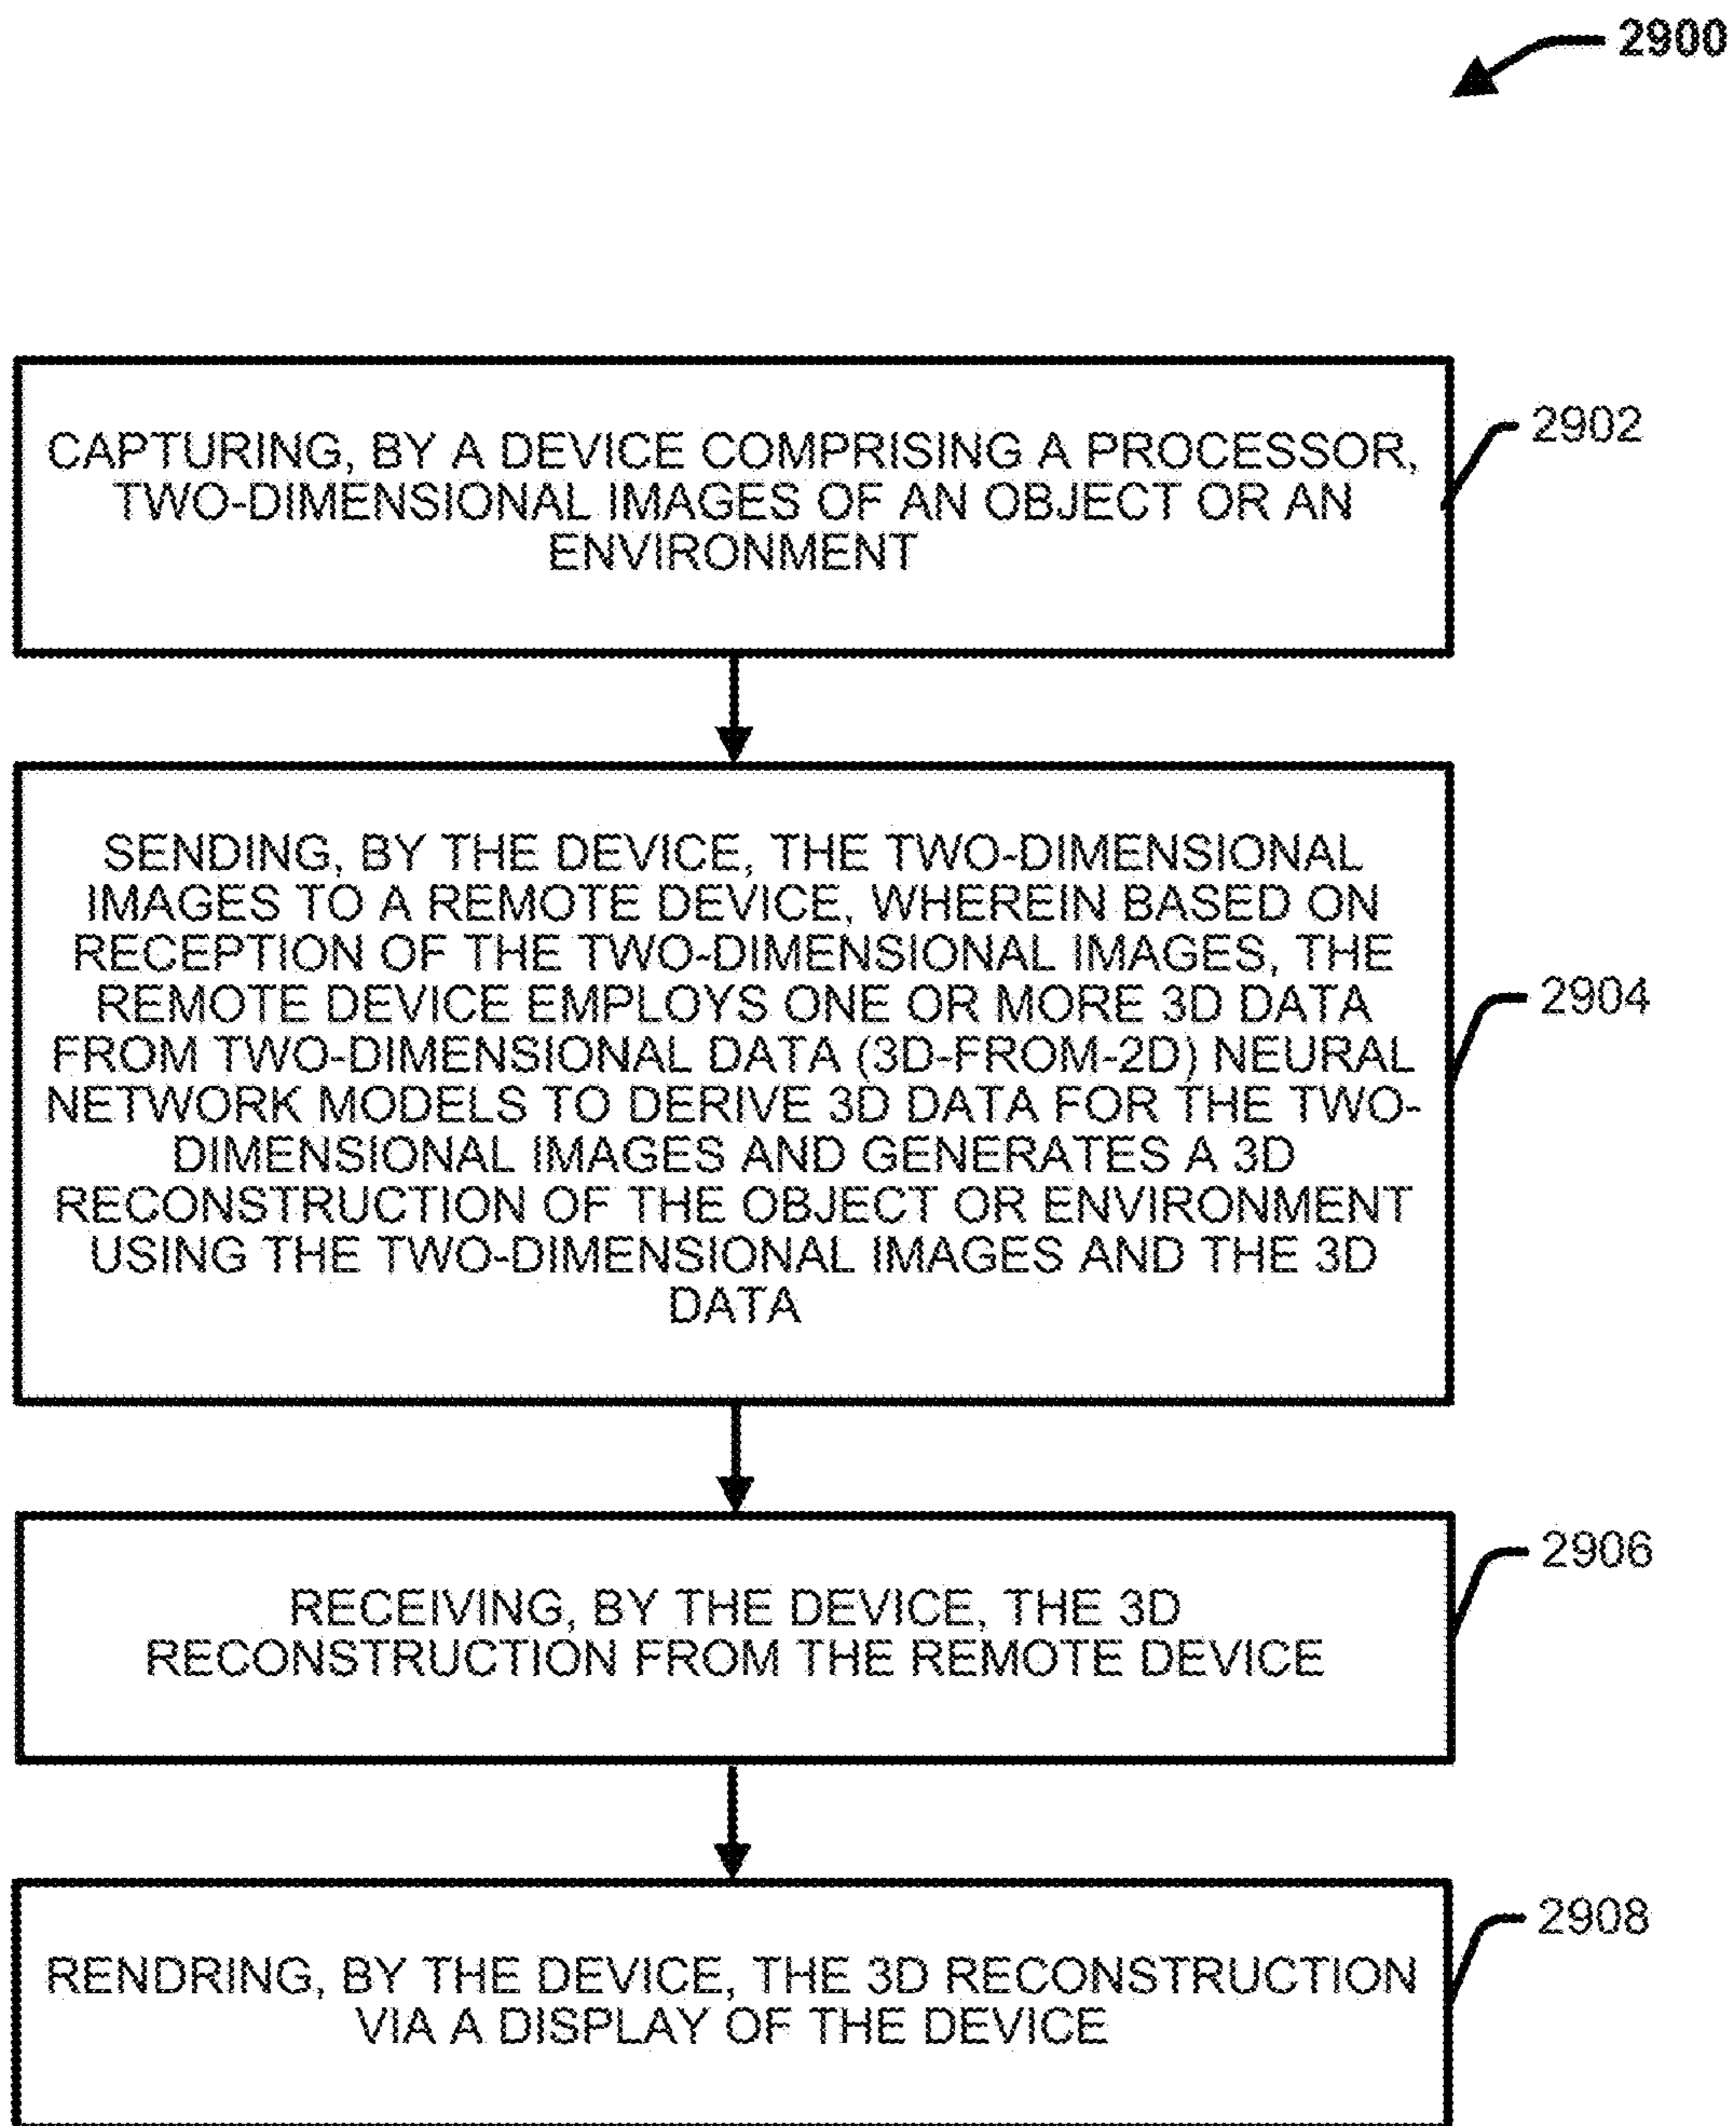 2900
CAPTURING, BY A DEVICE COMPRISING A PROCESSOR,
TWO-DIMENSIONAL IMAGES OF AN OBJECT OR AN
ENVIRONMENT
2902
SENDING, BY THE DEVICE, THE TWO-DIMENSIONAL
IMAGES TO A REMOTE DEVICE, WHEREIN BASED ON
RECEPTION OF THE TWO-DIMENSIONAL IMAGES, THE
REMOTE DEVICE EMPLOYS ONE OR MORE 3D DATA
FROM TWO-DIMENSIONAL DATA (3D-FROM-2D) NEURAL
NETWORK MODELS TO DERIVE 3D DATA FOR THE TWO-
DIMENSIONAL IMAGES AND GENERATES A 3D
RECONSTRUCTION OF THE OBJECT OR ENVIRONMENT
USING THE TWO-DIMENSIONAL IMAGES AND THE 3D
DATA
2904
RECEIVING, BY THE DEVICE, THE 3D
RECONSTRUCTION FROM THE REMOTE DEVICE
2906
RENDRING, BY THE DEVICE, THE 3D RECONSTRUCTION
VIA A DISPLAY OF THE DEVICE
2908